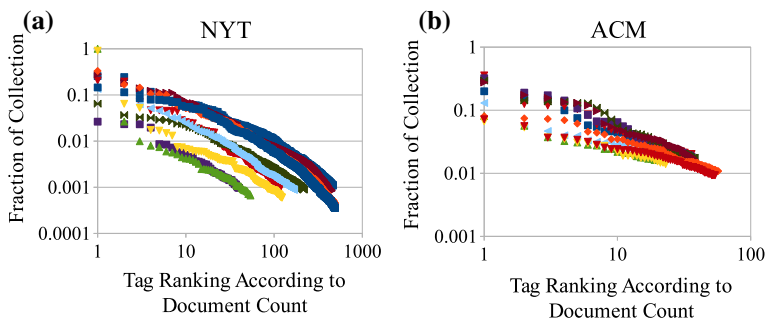 (a)
NYT
Fraction of Collection
1
0.1
0.01
0.001
0.0001
1
10
100
1000
Tag Ranking According to
Document Count
(b)
ACM
Fraction of Collection
1
0.1
0.01
0.001
1
10
100
Tag Ranking According to
Document Count